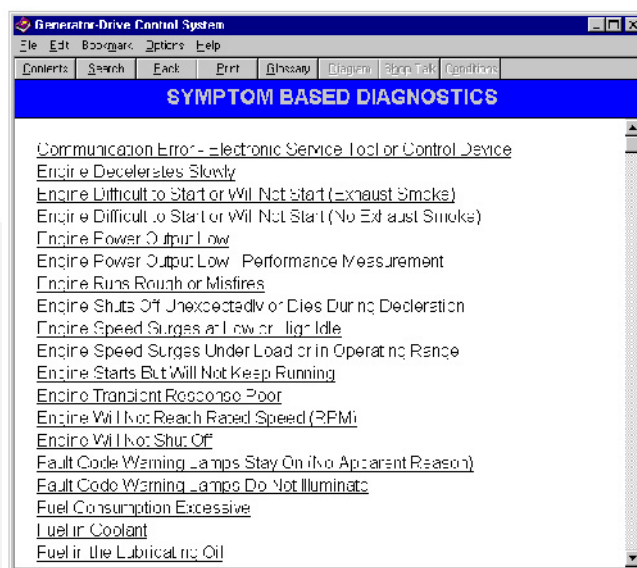 Generator-Drive Control System
File Edit Bookmark Options Help
Contents Search Back Print Glossary Diagram Shop Talk Conditions
SYMPTOM BASED DIAGNOSTICS
Communication Error - Electronic Service Tool or Control Device
Engine Decelerates Slowly
Engine Difficult to Start or Will Not Start (Exhaust Smoke)
Engine Difficult to Start or Will Not Start (No Exhaust Smoke)
Engine Power Output Low
Engine Power Output Low - Performance Measurement
Engine Runs Rough or Misfires
Engine Shuts Off Unexpectedly or Dies During Decleration
Engine Speed Surges at Low or High Idle
Engine Speed Surges Under Load or in Operating Range
Engine Starts But Will Not Keep Running
Engine Transient Response Poor
Engine Will Not Reach Rated Speed (RPM)
Engine Will Not Shut Off
Fault Code Warning Lamps Stay On (No Apparent Reason)
Fault Code Warning Lamps Do Not Illuminate
Fuel Consumption Excessive
Fuel in Coolant
Fuel in the Lubricating Oil